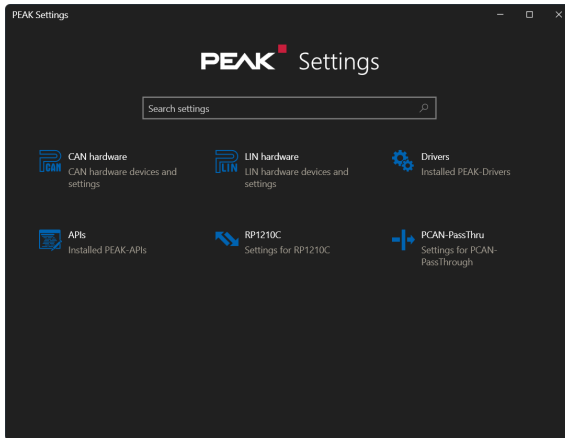 PEAK Settings
PEAK Settings
Search settings
PCAN
CAN hardware
CAN hardware devices and
settings
PLIN
LIN hardware
LIN hardware devices and
settings
Drivers
Installed PEAK-Drivers
APIs
Installed PEAK-APIs
RP1210C
Settings for RP1210C
PCAN-PassThru
Settings for PCAN-
PassThrough